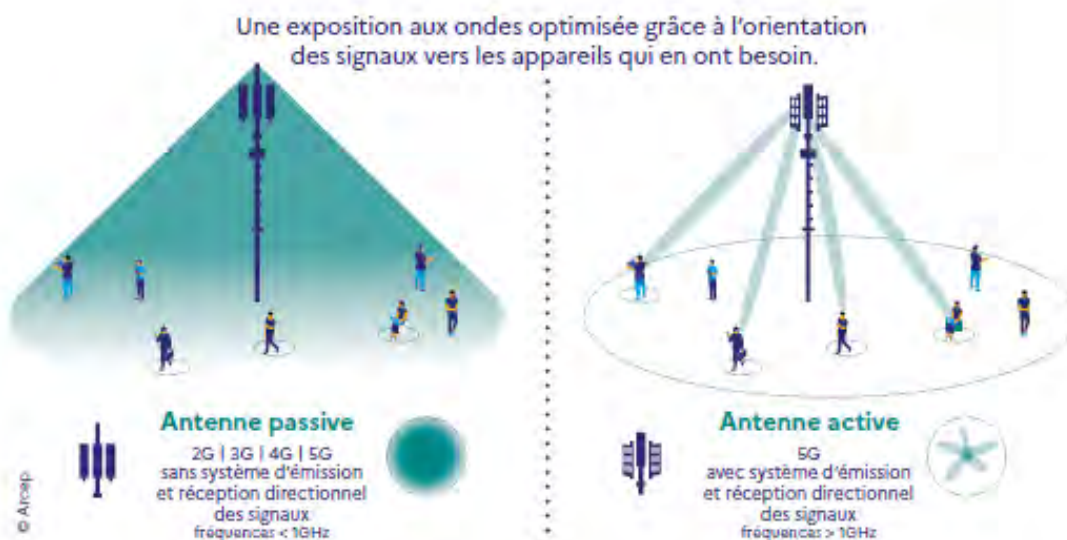 Une exposition aux ondes optimisée grâce à l'orientation
des signaux vers les appareils qui en ont besoin.
Antenne passive
2G | 3G | 4G | 5G
sans système d'émission
et réception directionnel
des signaux
fréquences < 1GHz
Antenne active
5G
avec système d'émission
et réception directionnel
des signaux
fréquences > 1GHz
© Arcep